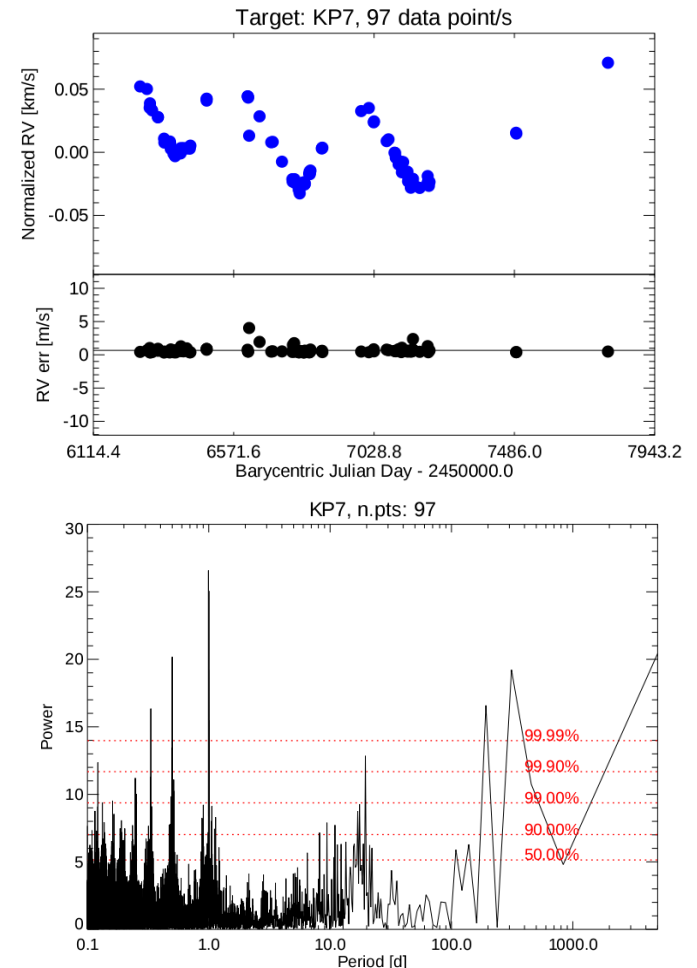 Target: KP7, 97 data point/s
Normalized RV [km/s]
0.05
0.00
-0.05
RV err [m/s]
10
5
0
-5
-10
6114.4 6571.6 7028.8 7486.0 7943.2
Barycentric Julian Day - 2450000.0
KP7, n.pts: 97
Power
30
25
20
15
10
5
0
99.99%
99.90%
99.00%
90.00%
50.00%
0.1 1.0 10.0 100.0 1000.0
Period [d]